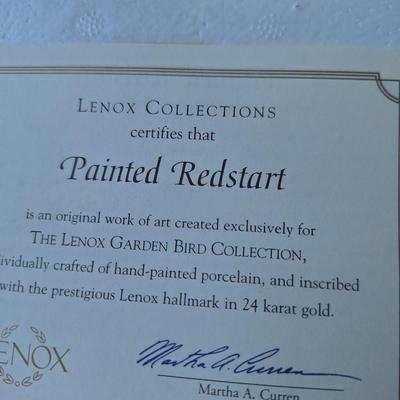 LENOX COLLECTIONS
certifies that
Painted Redstart
is an original work of art created exclusively for
THE LENOX GARDEN BIRD COLLECTION,
ividually crafted of hand-painted porcelain, and inscribed
with the prestigious Lenox hallmark in 24 karat gold.
ENOX
Martha A. Curren
Martha A. Curren